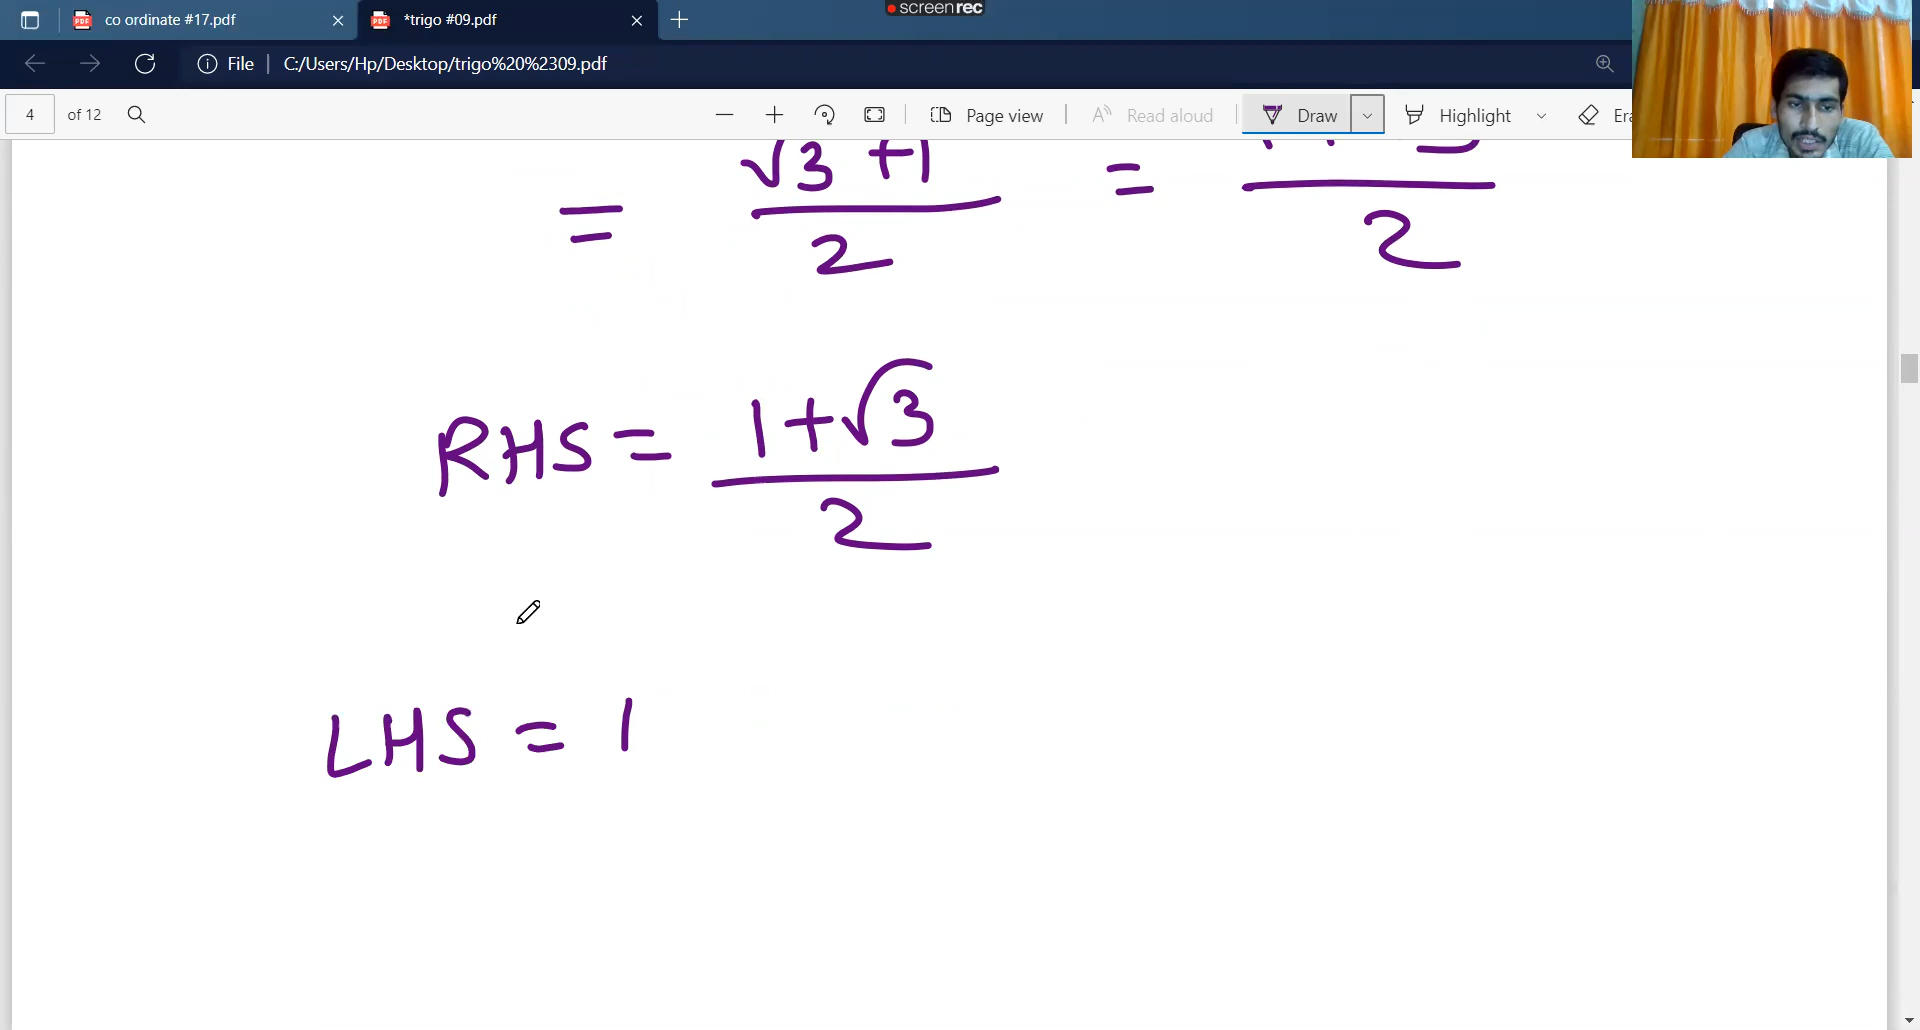 co ordinate #17.pdf
*trigo #09.pdf
screenrec
File
C:/Users/Hp/Desktop/trigo%20%2309.pdf
4 of 12
Page view
Read aloud
Draw
Highlight
= √3 +1 / 2 = / 2
RHS = 1+√3 / 2
LHS = 1